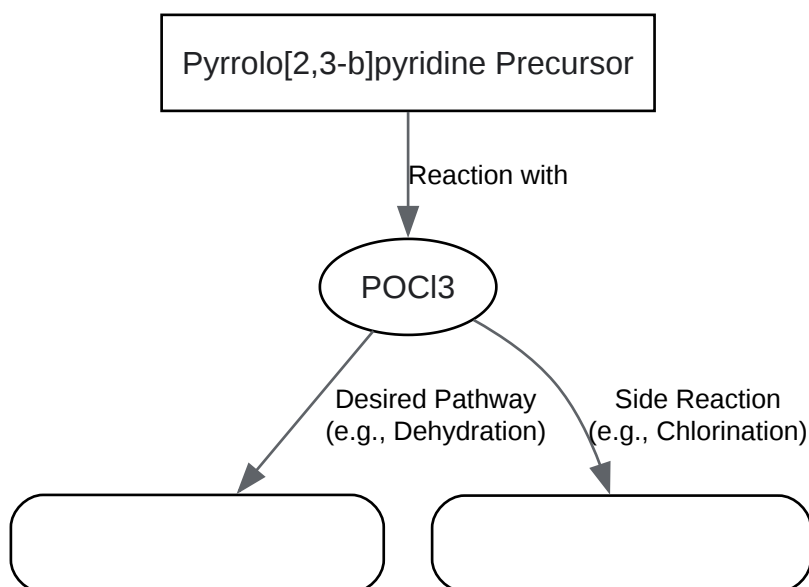 Pyrrolo[2,3-b]pyridine Precursor
Reaction with
POCl3
Desired Pathway
(e.g., Dehydration)
Side Reaction
(e.g., Chlorination)